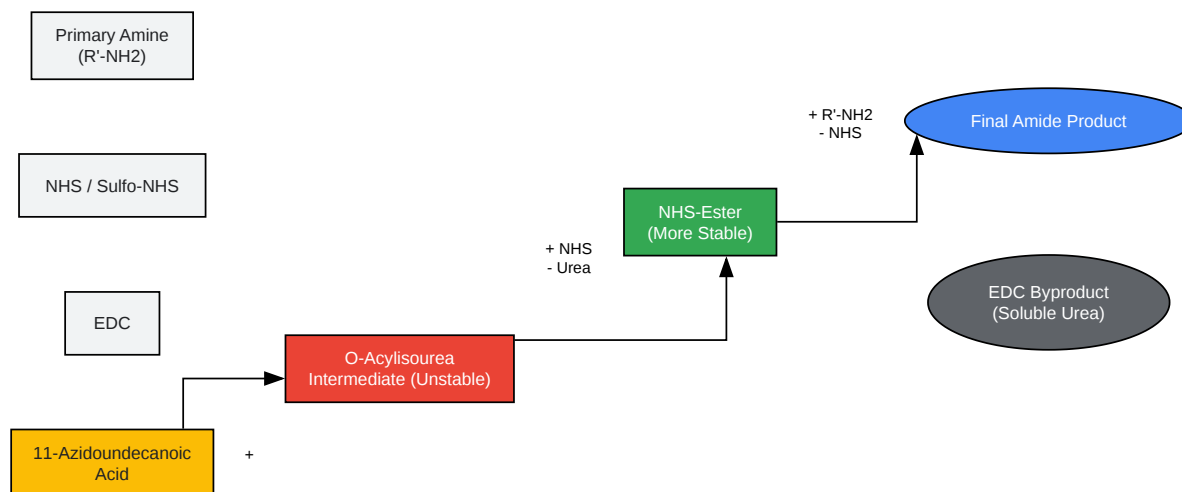 Primary Amine
(R'-NH2)
NHS / Sulfo-NHS
EDC
11-Azidoundecanoic
Acid
+
O-Acylisourea
Intermediate (Unstable)
+ NHS
- Urea
NHS-Ester
(More Stable)
+ R'-NH2
- NHS
Final Amide Product
EDC Byproduct
(Soluble Urea)